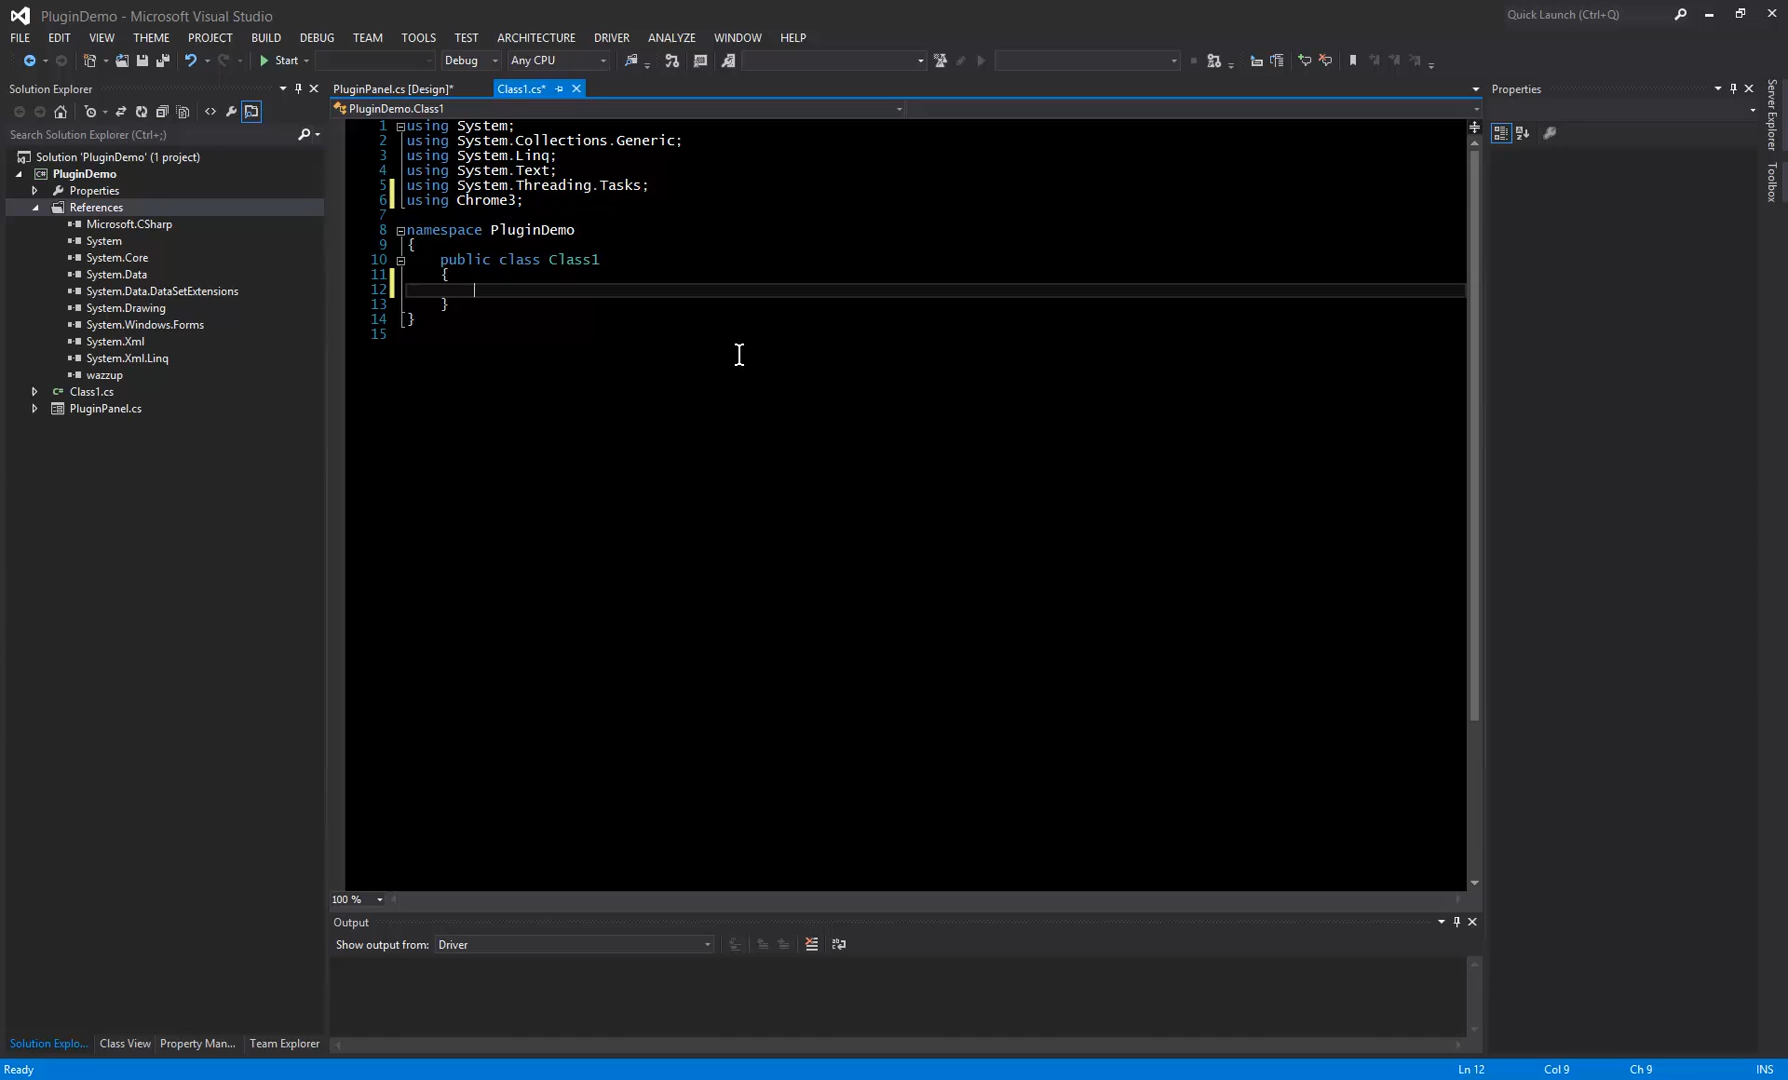 PluginDemo - Microsoft Visual Studio
Quick Launch (Ctrl+Q)
FILE EDIT VIEW THEME PROJECT BUILD DEBUG TEAM TOOLS TEST ARCHITECTURE DRIVER ANALYZE WINDOW HELP
Start Debug Any CPU
Solution Explorer
Search Solution Explorer (Ctrl+;)
Solution 'PluginDemo' (1 project)
C# PluginDemo
Properties
References
Microsoft.CSharp
System
System.Core
System.Data
System.Data.DataSetExtensions
System.Drawing
System.Windows.Forms
System.Xml
System.Xml.Linq
wazzup
C# Class1.cs
PluginPanel.cs
Solution Explo... Class View Property Man... Team Explorer
PluginPanel.cs [Design]* Class1.cs*
PluginDemo.Class1
1 using System;
2 using System.Collections.Generic;
3 using System.Linq;
4 using System.Text;
5 using System.Threading.Tasks;
6 using Chrome3;
7
8 namespace PluginDemo
9 {
10 public class Class1
11 {
12
13 }
14 }
15
100 %
Output
Show output from: Driver
Properties
Server Explorer
Toolbox
Ready Ln 12 Col 9 Ch 9 INS